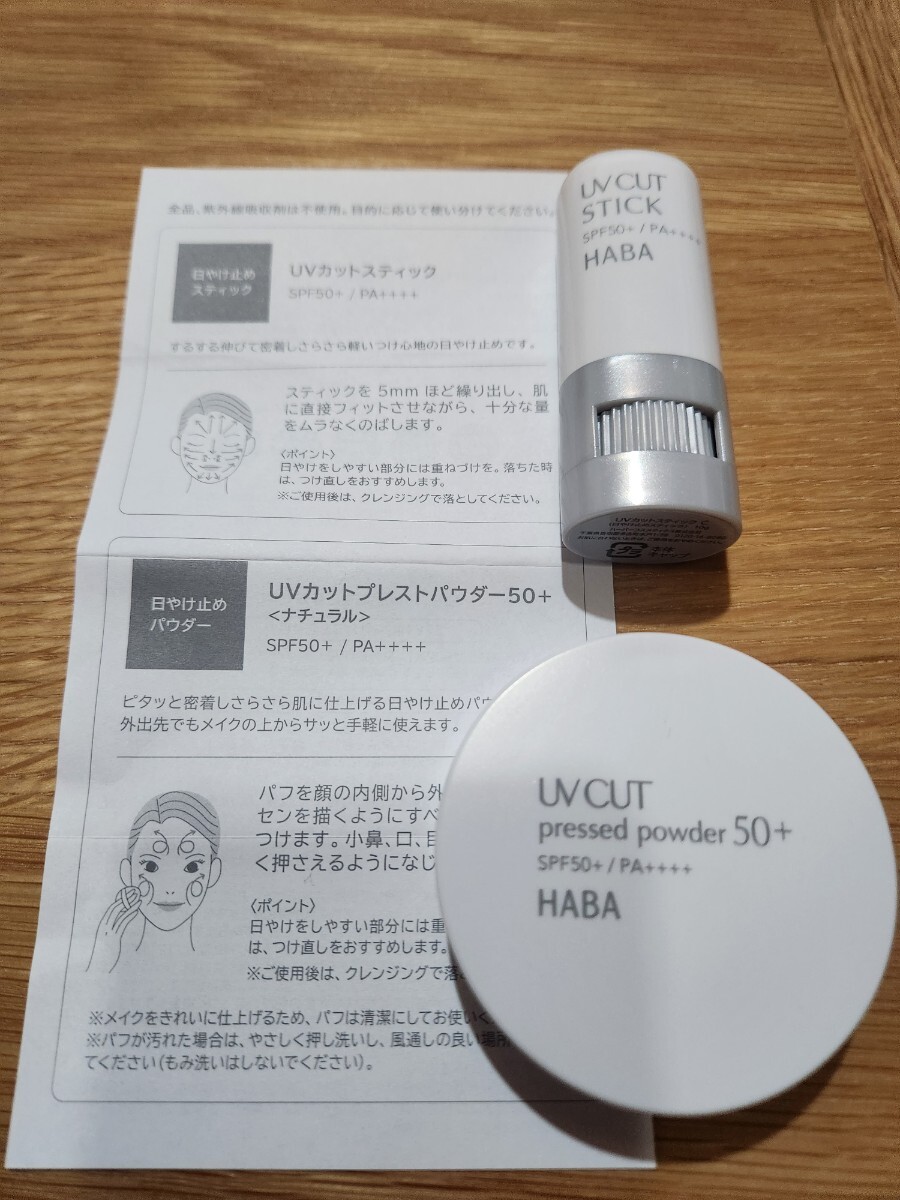 全品、紫外線吸収剤は不使用。目的に応じて使い分けてください。
日やけ止め
スティック
UVカットスティック
SPF50+ / PA++++
するする伸びて密着しさらさら軽いつけ心地の日やけ止めです。
スティックを 5mm ほど繰り出し、肌
に直接フィットさせながら、十分な量
をムラなくのばします。
〈ポイント〉
日やけをしやすい部分には重ねづけを。落ちた時
は、つけ直しをおすすめします。
※ご使用後は、クレンジングで落としてください。
日やけ止め
パウダー
UVカットプレストパウダー50+
<ナチュラル>
SPF50+ / PA++++
ピタッと密着しさらさら肌に仕上げる日やけ止めパウ
外出先でもメイクの上からサッと手軽に使えます。
パフを顔の内側から外
センを描くようにすべ
つけます。小鼻、口、目
く押さえるようになじ
〈ポイント〉
日やけをしやすい部分には重
は、つけ直しをおすすめします。
※ご使用後は、クレンジングで落
※メイクをきれいに仕上げるため、パフは清潔にしてお使いく
※パフが汚れた場合は、やさしく押し洗いし、風通しの良い場所
てください（もみ洗いはしないでください）。
UV CUT
STICK
SPF50+ / PA++++
HABA
UVカットスティック
本体
キャップ
UV CUT
pressed powder 50+
SPF50+ / PA++++
HABA